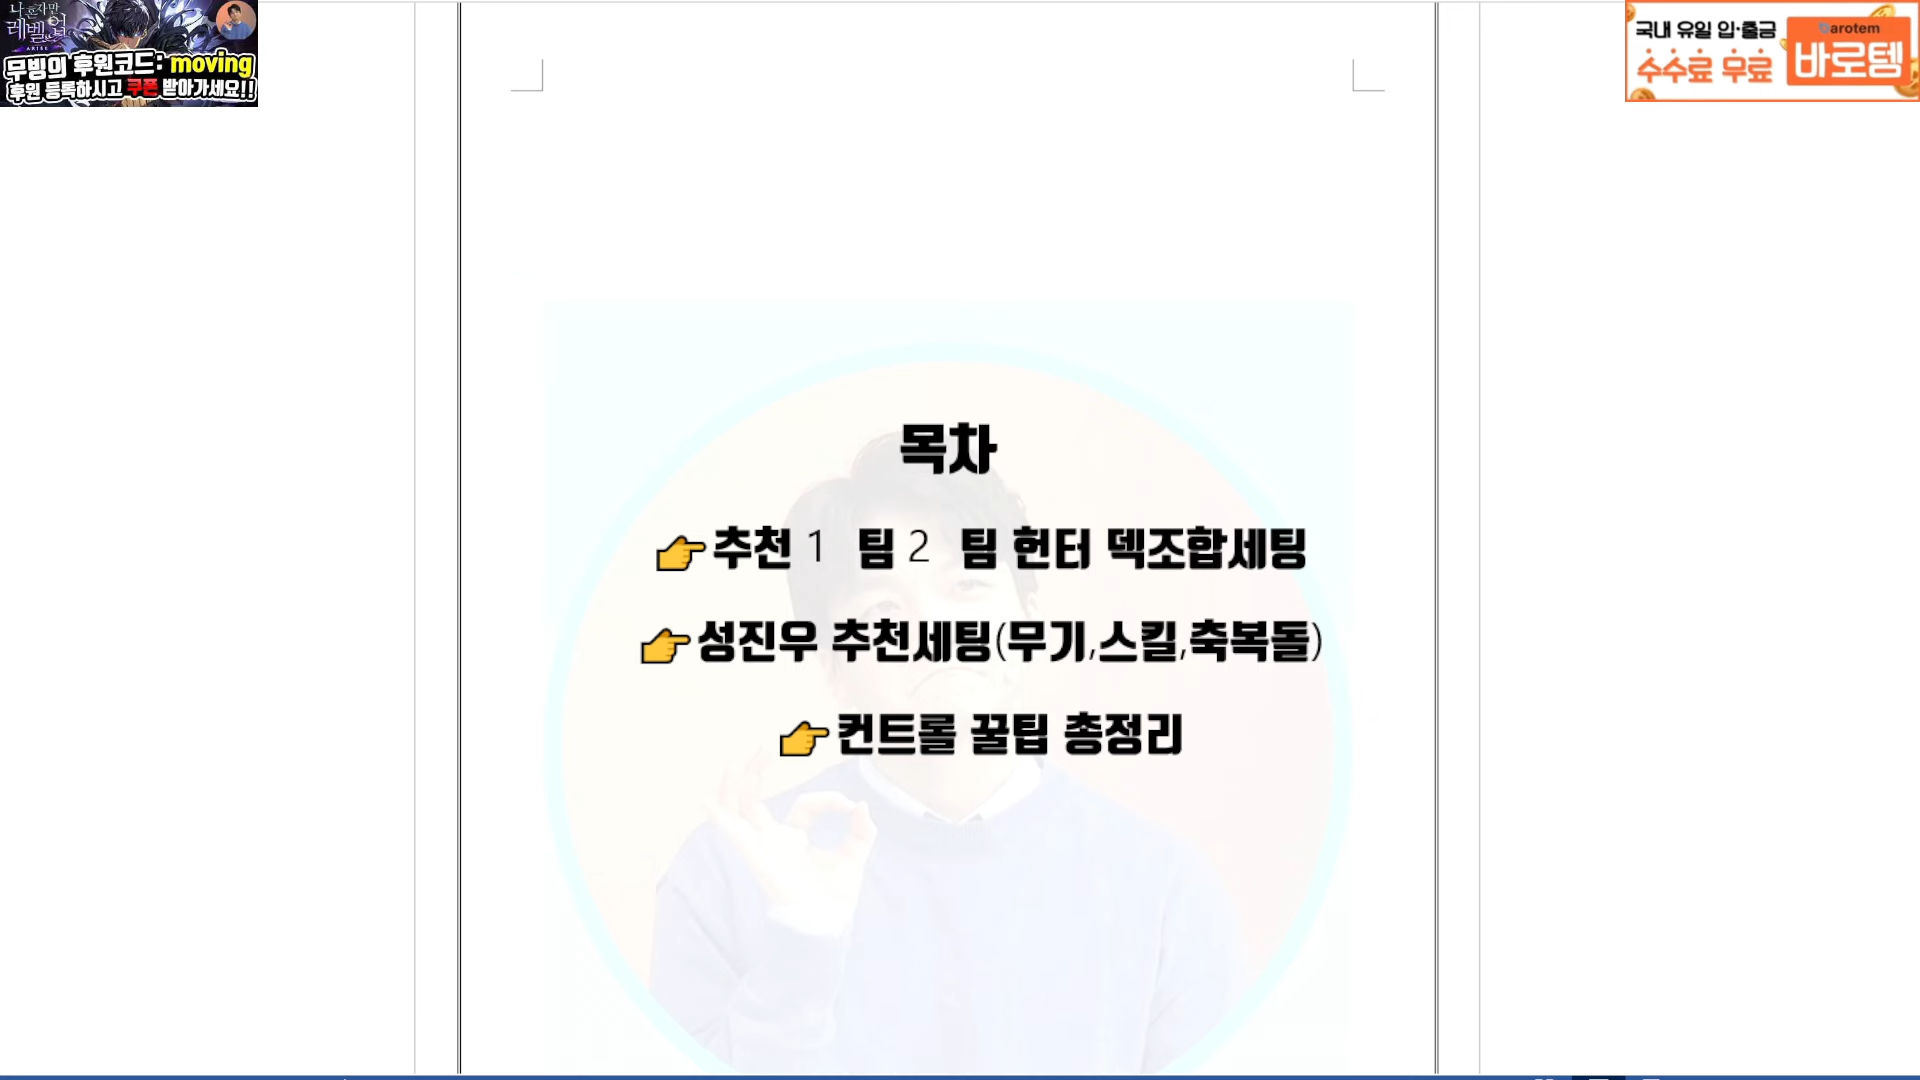 나 혼자만
레벨업
ARISE
무빙의 후원코드: moving
후원 등록하시고 쿠폰 받아가세요!!
국내 유일 입·출금
수수료 무료
Barotem
바로템
목차
👉추천 1 팀 2 팀 헌터 덱조합세팅
👉성진우 추천세팅(무기,스킬,축복돌)
👉컨트롤 꿀팁 총정리